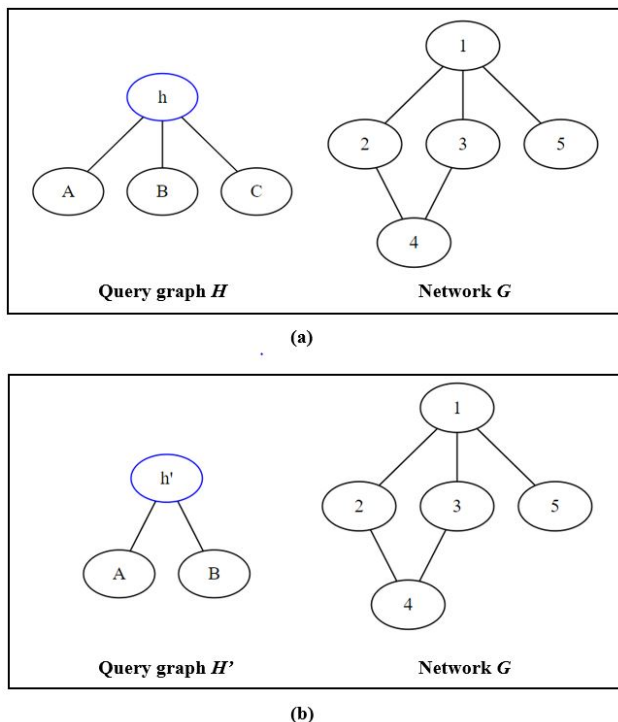 h
A B C
Query graph H
1
2 3 5
4
Network G
(a)
h'
A B
Query graph H’
1
2 3 5
4
Network G
(b)